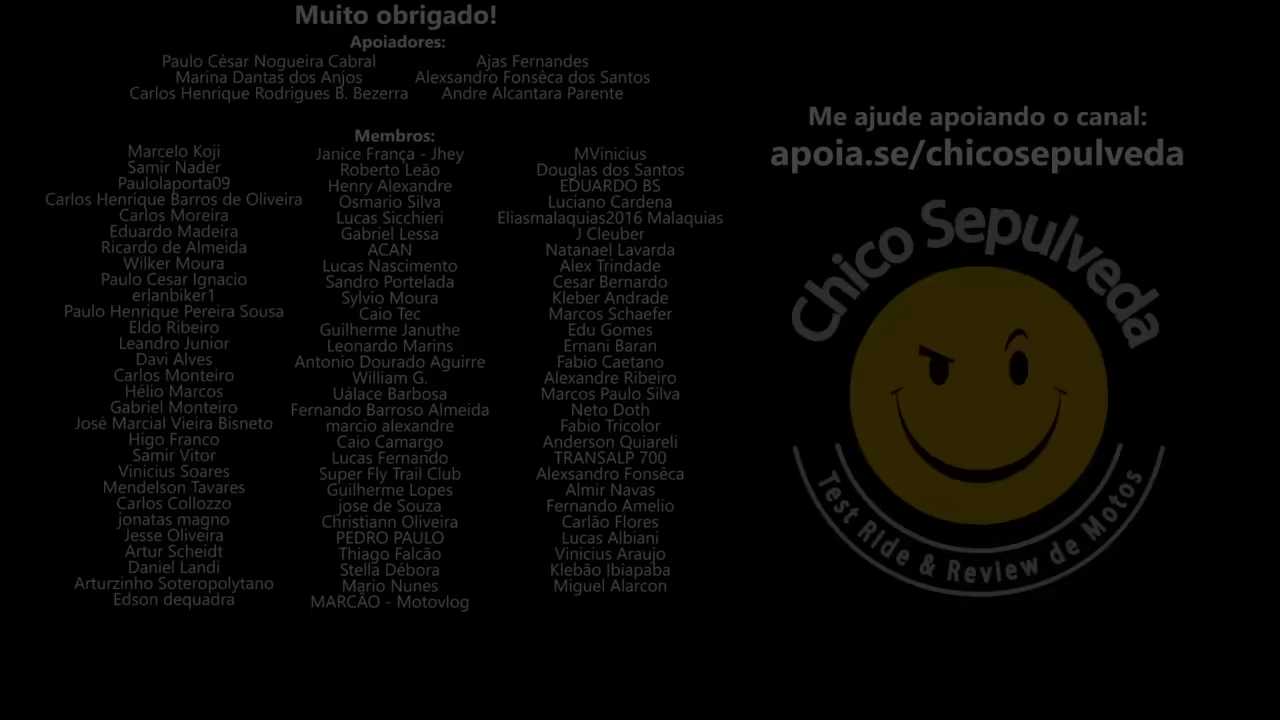 Muito obrigado!
Apoiadores:
Paulo César Nogueira Cabral
Marina Dantas dos Anjos
Carlos Henrique Rodrigues B. Bezerra
Ajas Fernandes
Alexsandro Fonsêca dos Santos
Andre Alcantara Parente
Membros:
Marcelo Koji
Samir Nader
Paulolaporta09
Carlos Henrique Barros de Oliveira
Carlos Moreira
Eduardo Madeira
Ricardo de Almeida
Wilker Moura
Paulo Cesar Ignacio
erlanbiker1
Paulo Henrique Pereira Sousa
Eldo Ribeiro
Leandro Junior
Davi Alves
Carlos Monteiro
Hélio Marcos
Gabriel Monteiro
José Marcial Vieira Bisneto
Higo Franco
Samir Vitor
Vinicius Soares
Mendelson Tavares
Carlos Collozzo
jonatas magno
Jesse Oliveira
Artur Scheidt
Daniel Landi
Arturzinho Soteropolytano
Edson dequadra
Janice França - Jhey
Roberto Leão
Henry Alexandre
Osmario Silva
Lucas Sicchieri
Gabriel Lessa
ACAN
Lucas Nascimento
Sandro Portelada
Sylvio Moura
Caio Tec
Guilherme Januthe
Leonardo Marins
Antonio Dourado Aguirre
William G.
Uálace Barbosa
Fernando Barroso Almeida
marcio alexandre
Caio Camargo
Lucas Fernando
Super Fly Trail Club
Guilherme Lopes
jose de Souza
Christiann Oliveira
PEDRO PAULO
Thiago Falcão
Stella Débora
Mario Nunes
MARCÃO - Motovlog
MVinicius
Douglas dos Santos
EDUARDO BS
Luciano Cardena
Eliasmalaquias2016 Malaquias
J Cleuber
Natanael Lavarda
Alex Trindade
Cesar Bernardo
Kleber Andrade
Marcos Schaefer
Edu Gomes
Ernani Baran
Fabio Caetano
Alexandre Ribeiro
Marcos Paulo Silva
Neto Doth
Fabio Tricolor
Anderson Quiareli
TRANSALP 700
Alexsandro Fonsêca
Almir Navas
Fernando Amelio
Carlão Flores
Lucas Albiani
Vinicius Araujo
Klebão Ibiapaba
Miguel Alarcon
Me ajude apoiando o canal:
apoia.se/chicosepulveda
Chico Sepulveda
Test Ride & Review de Motos